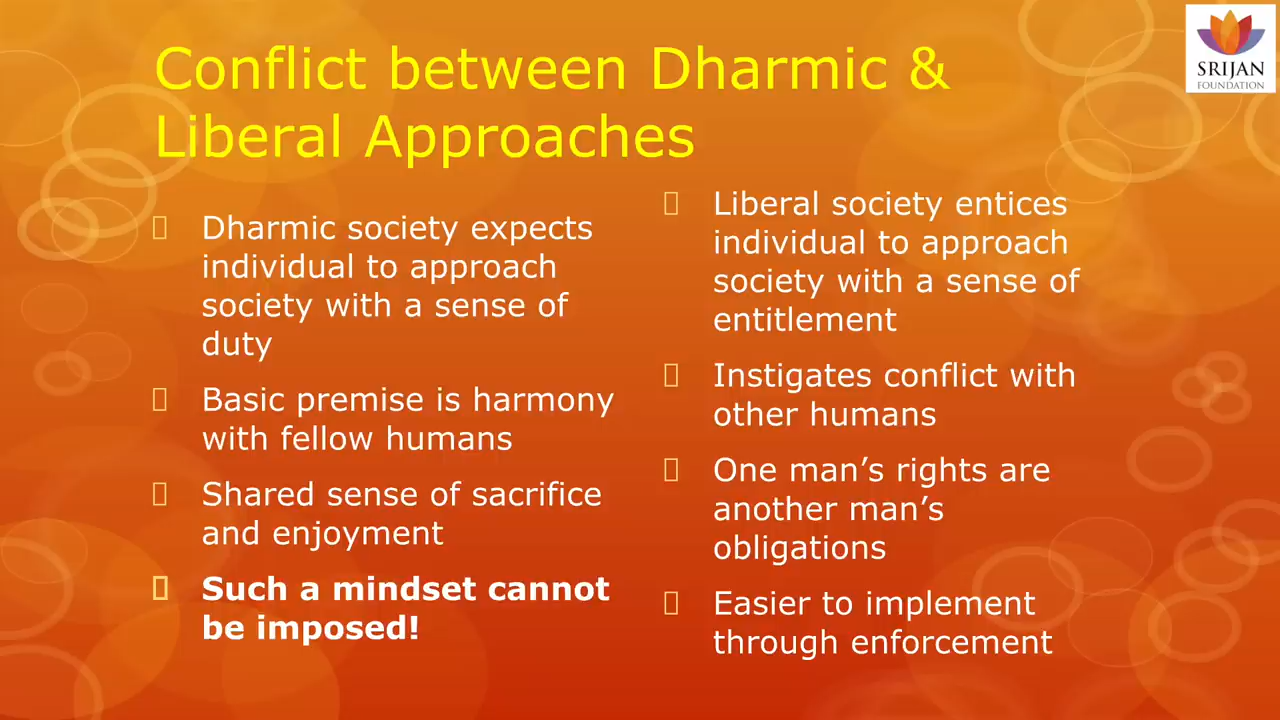 Conflict between Dharmic &
Liberal Approaches
SRIJAN
FOUNDATION
Dharmic society expects
individual to approach
society with a sense of
duty
Basic premise is harmony
with fellow humans
Shared sense of sacrifice
and enjoyment
Such a mindset cannot
be imposed!
Liberal society entices
individual to approach
society with a sense of
entitlement
Instigates conflict with
other humans
One man’s rights are
another man’s
obligations
Easier to implement
through enforcement